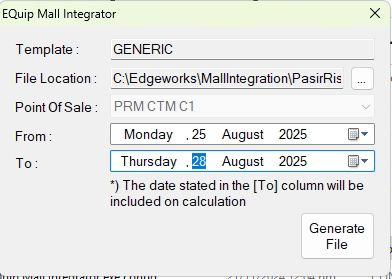 EQuip Mall Integrator
Template : GENERIC
File Location : C:\Edgeworks\MallIntegration\PasirRis ...
Point Of Sale : PRM CTM C1
From : Monday , 25 August 2025
To : Thursday , 28 August 2025
*) The date stated in the [To] column will be
included on calculation
Generate
File